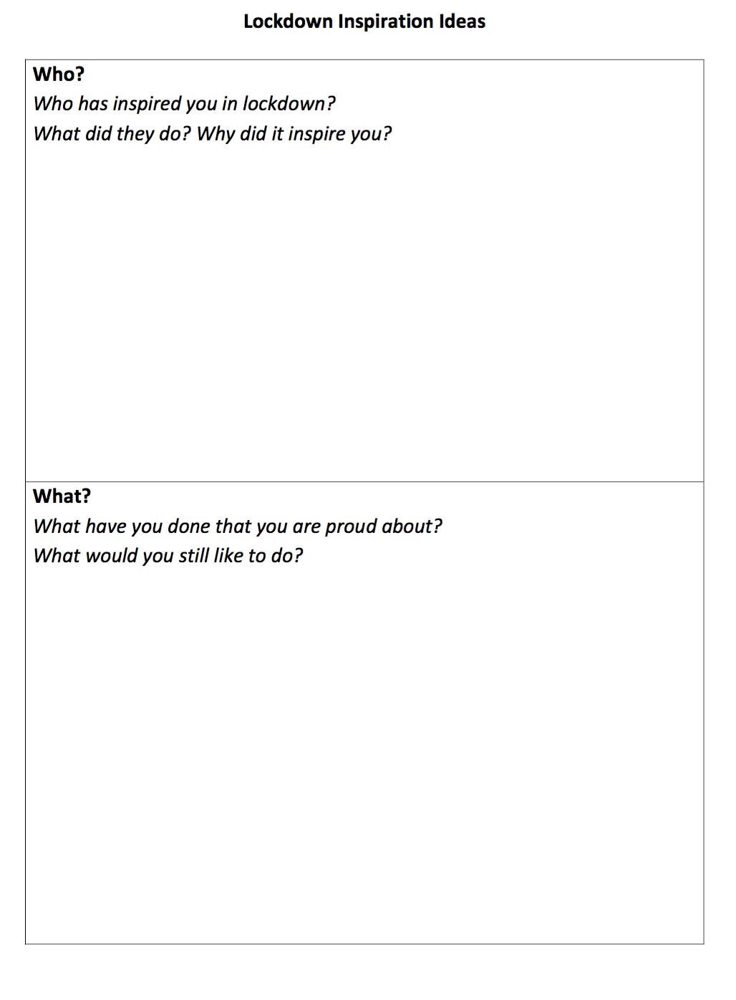 Lockdown Inspiration Ideas
Who?
Who has inspired you in lockdown?
What did they do? Why did it inspire you?
What?
What have you done that you are proud about?
What would you still like to do?